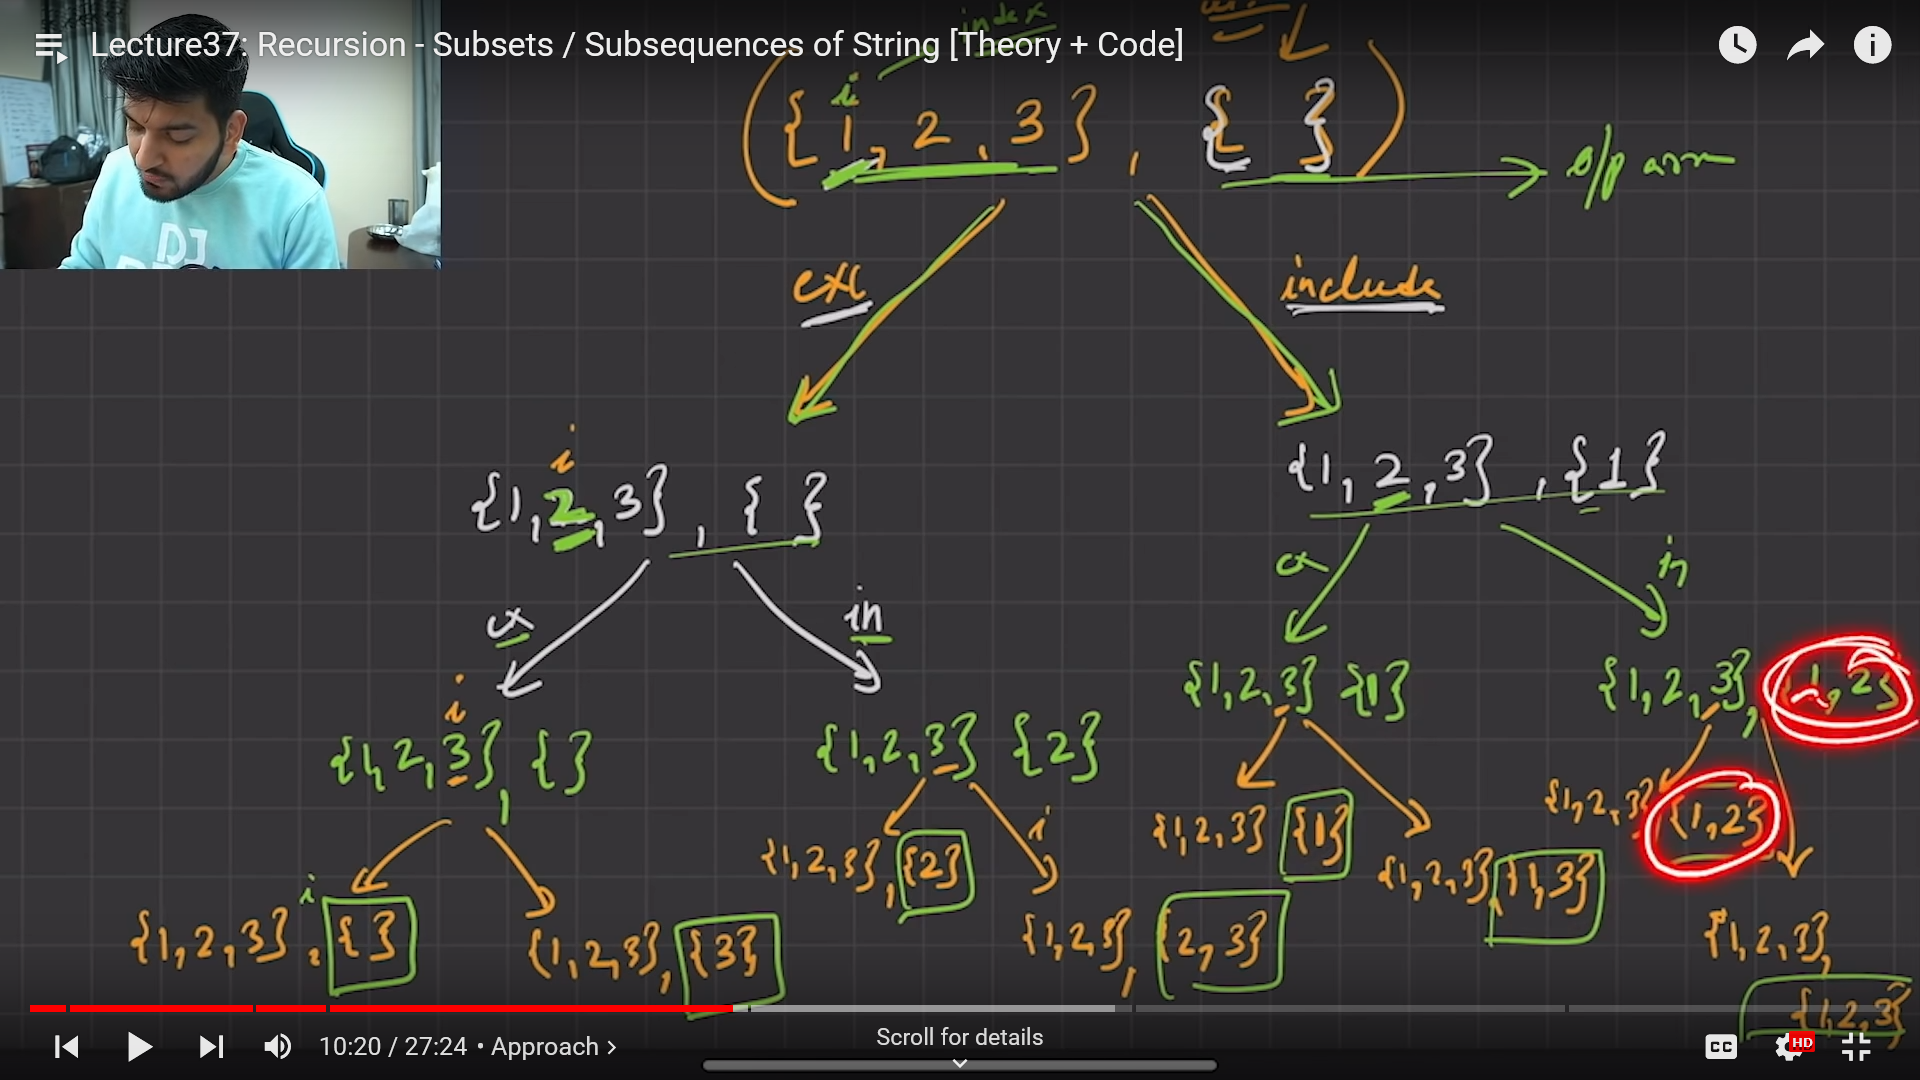 Lecture37: Recursion - Subsets / Subsequences of String [Theory + Code]
index
i
{1, 2, 3}, { }
o/p arr
exc
include
i
{1, 2, 3}, { }
{1, 2, 3}, {1}
ex
in
ex
in
i
{1, 2, 3}, { }
{1, 2, 3} {2}
{1, 2, 3} {1}
{1, 2, 3}, {1, 2}
i
{1, 2, 3}, { }
{1, 2, 3}, {3}
{1, 2, 3}, {2}
i
{1, 2, 3}, {2, 3}
{1, 2, 3} {1}
{1, 2, 3} {1, 3}
{1, 2, 3} {1, 2}
{1, 2, 3},
{1, 2, 3}
DJ
10:20 / 27:24 • Approach >
Scroll for details
CC
HD